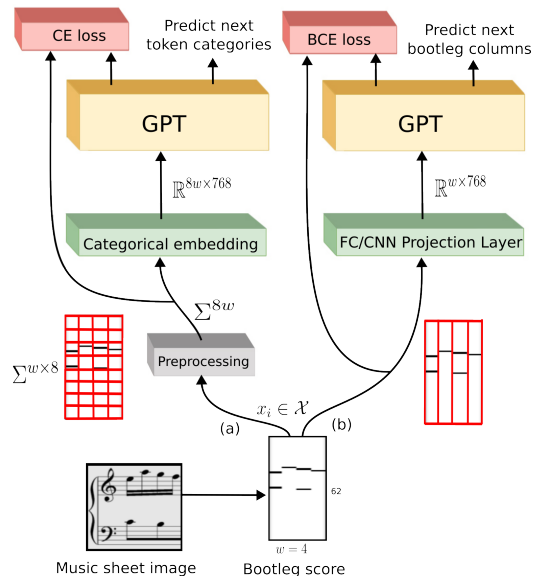 CE loss
Predict next
token categories
BCE loss
Predict next
bootleg columns
GPT
GPT
ℝ^{8w×768}
ℝ^{w×768}
Categorical embedding
FC/CNN Projection Layer
Σ^{8w}
Preprocessing
Σ^{w×8}
x_i ∈ 𝒳
(a)
(b)
62
w = 4
Music sheet image
Bootleg score